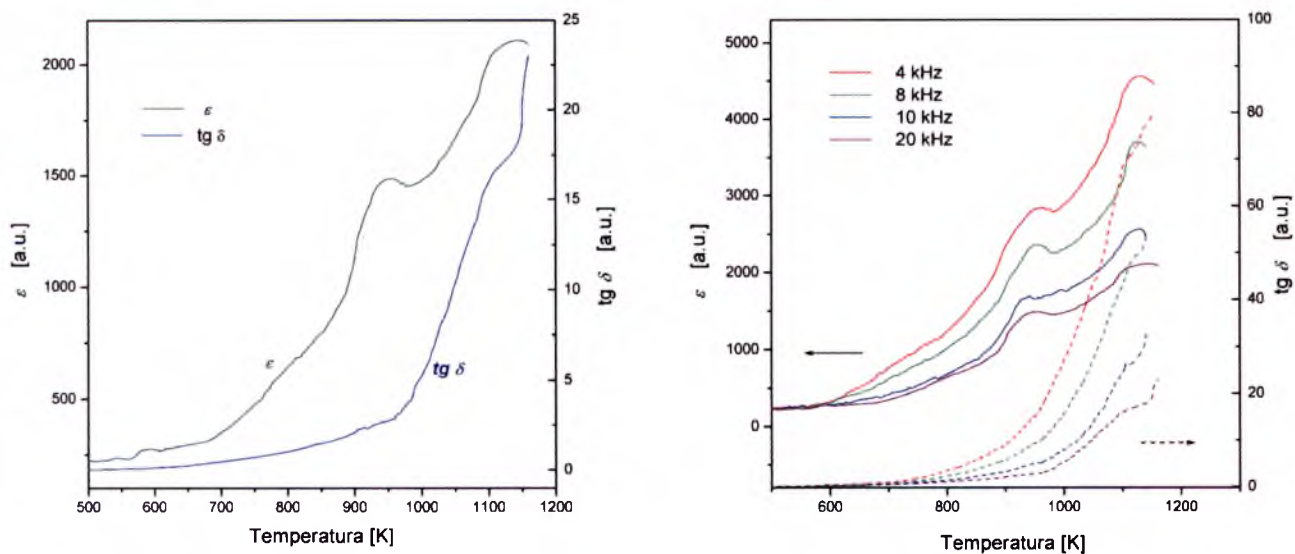 25
2000
20
ε
tg δ
1500
15
ε [a.u.]
tg δ [a.u.]
1000
10
ε
tg δ
5
500
0
500 600 700 800 900 1000 1100 1200
Temperatura [K]
100
5000
4 kHz
8 kHz
10 kHz
20 kHz
80
4000
3000
60
ε [a.u.]
tg δ [a.u.]
2000
40
1000
20
0
0
600 800 1000 1200
Temperatura [K]